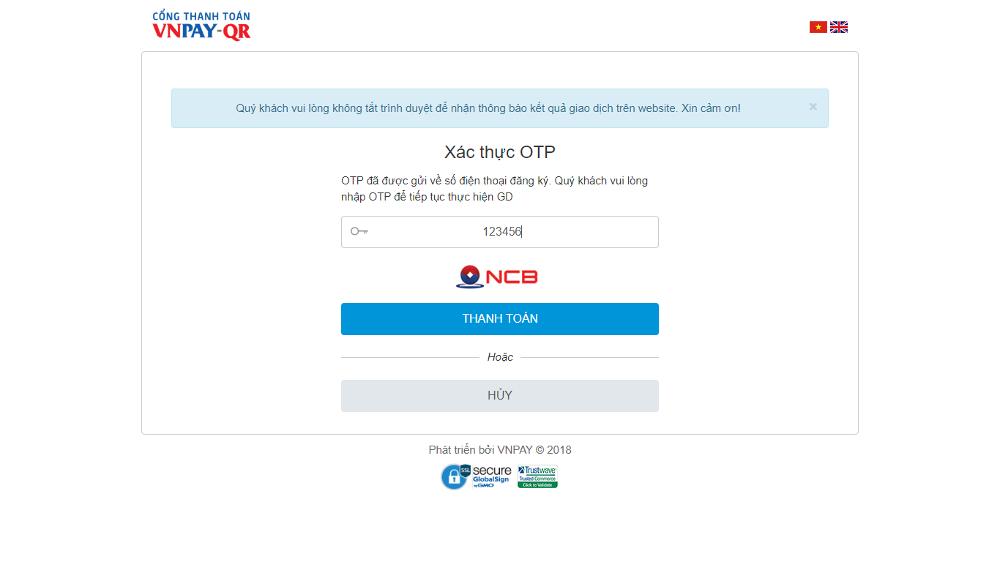 CỔNG THANH TOÁN
VNPAY-QR
Quý khách vui lòng không tắt trình duyệt để nhận thông báo kết quả giao dịch trên website. Xin cảm ơn!
×
Xác thực OTP
OTP đã được gửi về số điện thoại đăng ký. Quý khách vui lòng
nhập OTP để tiếp tục thực hiện GD
123456
NCB
THANH TOÁN
Hoặc
HỦY
Phát triển bởi VNPAY © 2018
SSL
secure
GlobalSign
by GMO
Trustwave
Trusted Commerce
Click to Validate